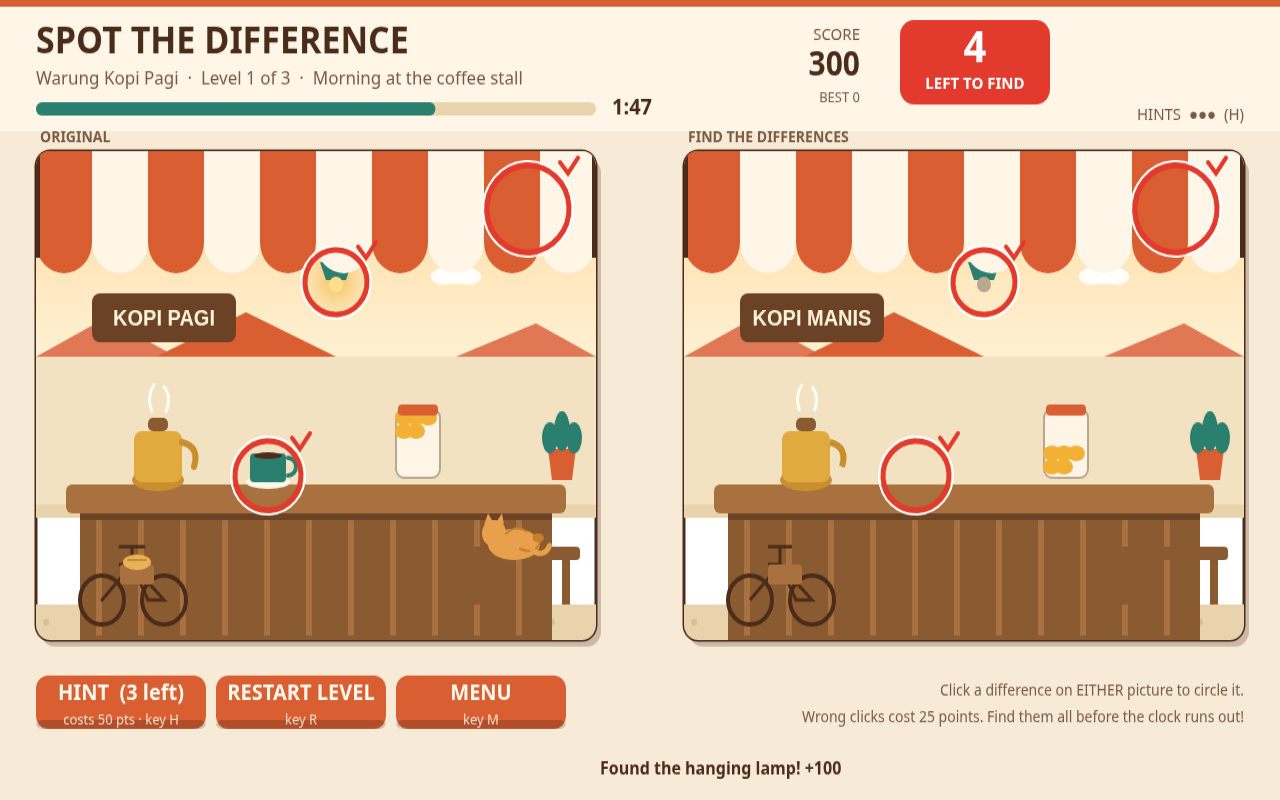 SPOT THE DIFFERENCE
Warung Kopi Pagi · Level 1 of 3 · Morning at the coffee stall
1:47
SCORE
300
BEST 0
4
LEFT TO FIND
HINTS ●●● (H)
ORIGINAL
FIND THE DIFFERENCES
KOPI PAGI
KOPI MANIS
HINT (3 left)
costs 50 pts · key H
RESTART LEVEL
key R
MENU
key M
Click a difference on EITHER picture to circle it.
Wrong clicks cost 25 points. Find them all before the clock runs out!
Found the hanging lamp! +100